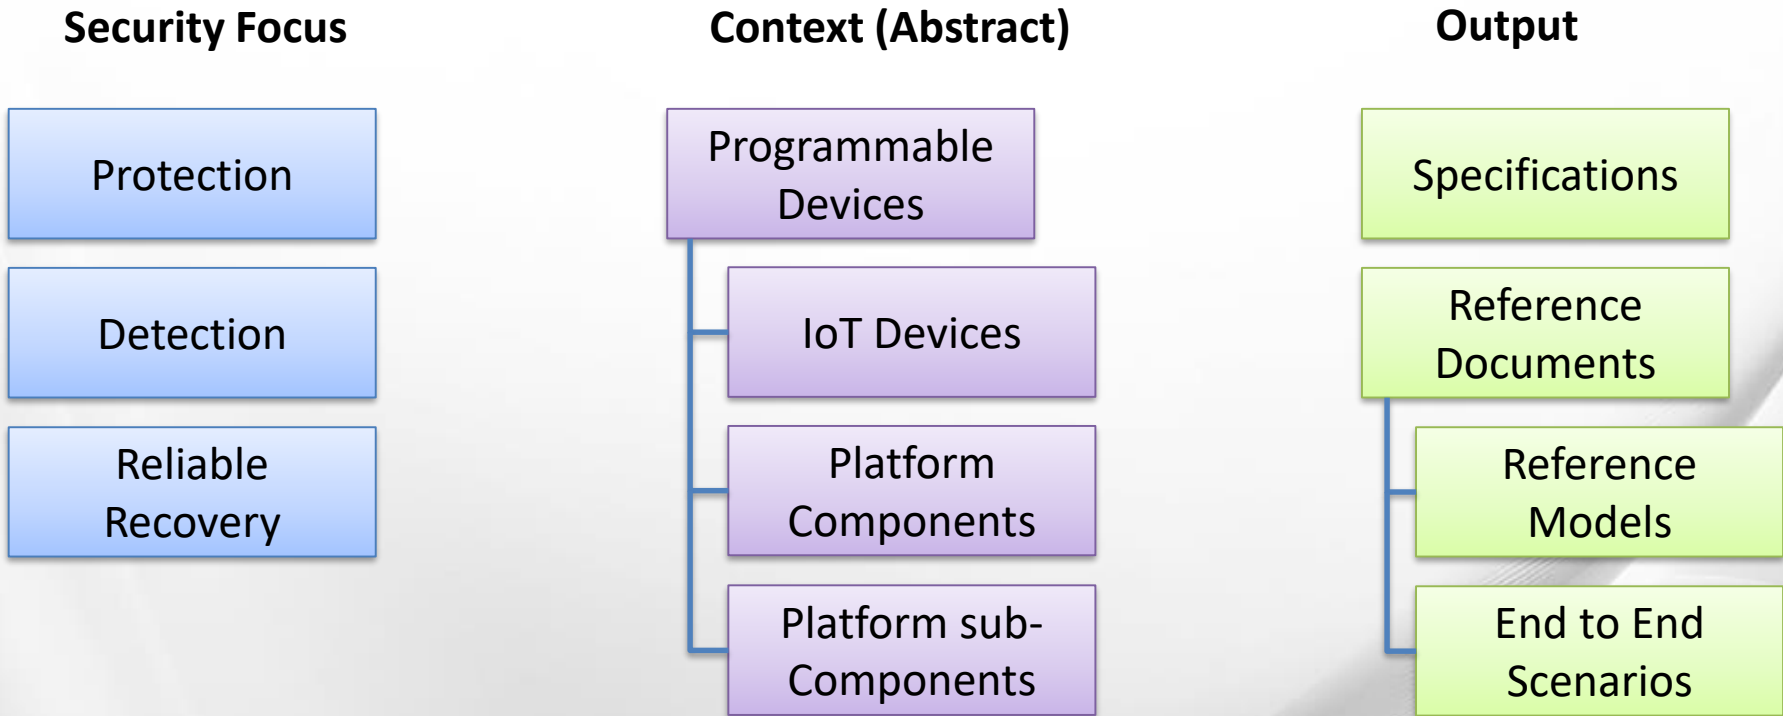 Security Focus
Protection
Detection
Reliable
Recovery
Context (Abstract)
Programmable
Devices
IoT Devices
Platform
Components
Platform sub-
Components
Output
Specifications
Reference
Documents
Reference
Models
End to End
Scenarios